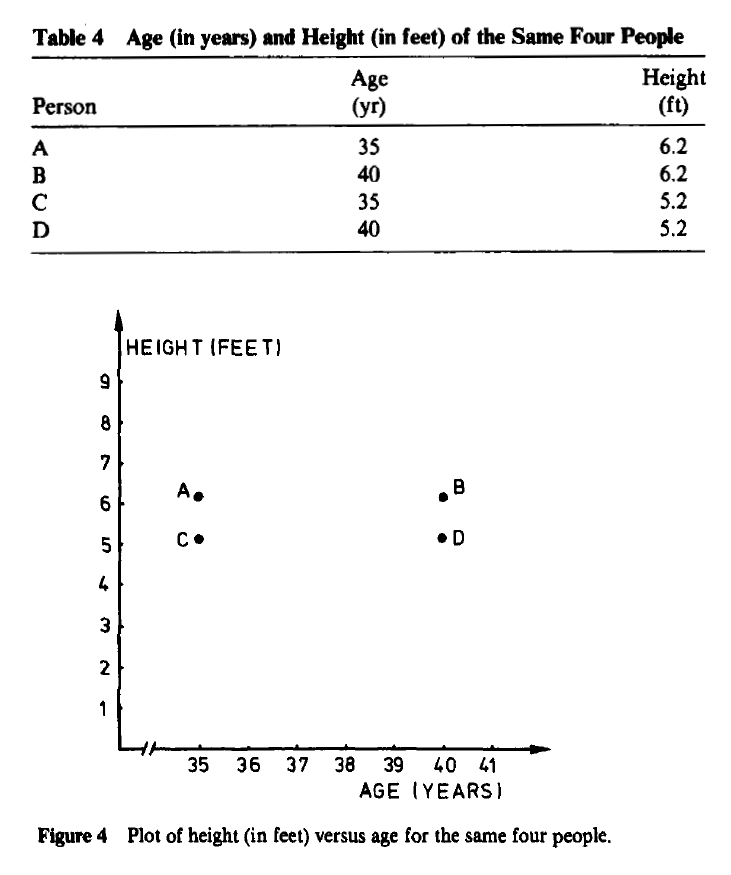 Table 4 Age (in years) and Height (in feet) of the Same Four People
Age Height
Person (yr) (ft)
A 35 6.2
B 40 6.2
C 35 5.2
D 40 5.2
HEIGHT (FEET)
9
8
7
A B
6
C D
5
4
3
2
1
35 36 37 38 39 40 41
AGE (YEARS)
Figure 4 Plot of height (in feet) versus age for the same four people.